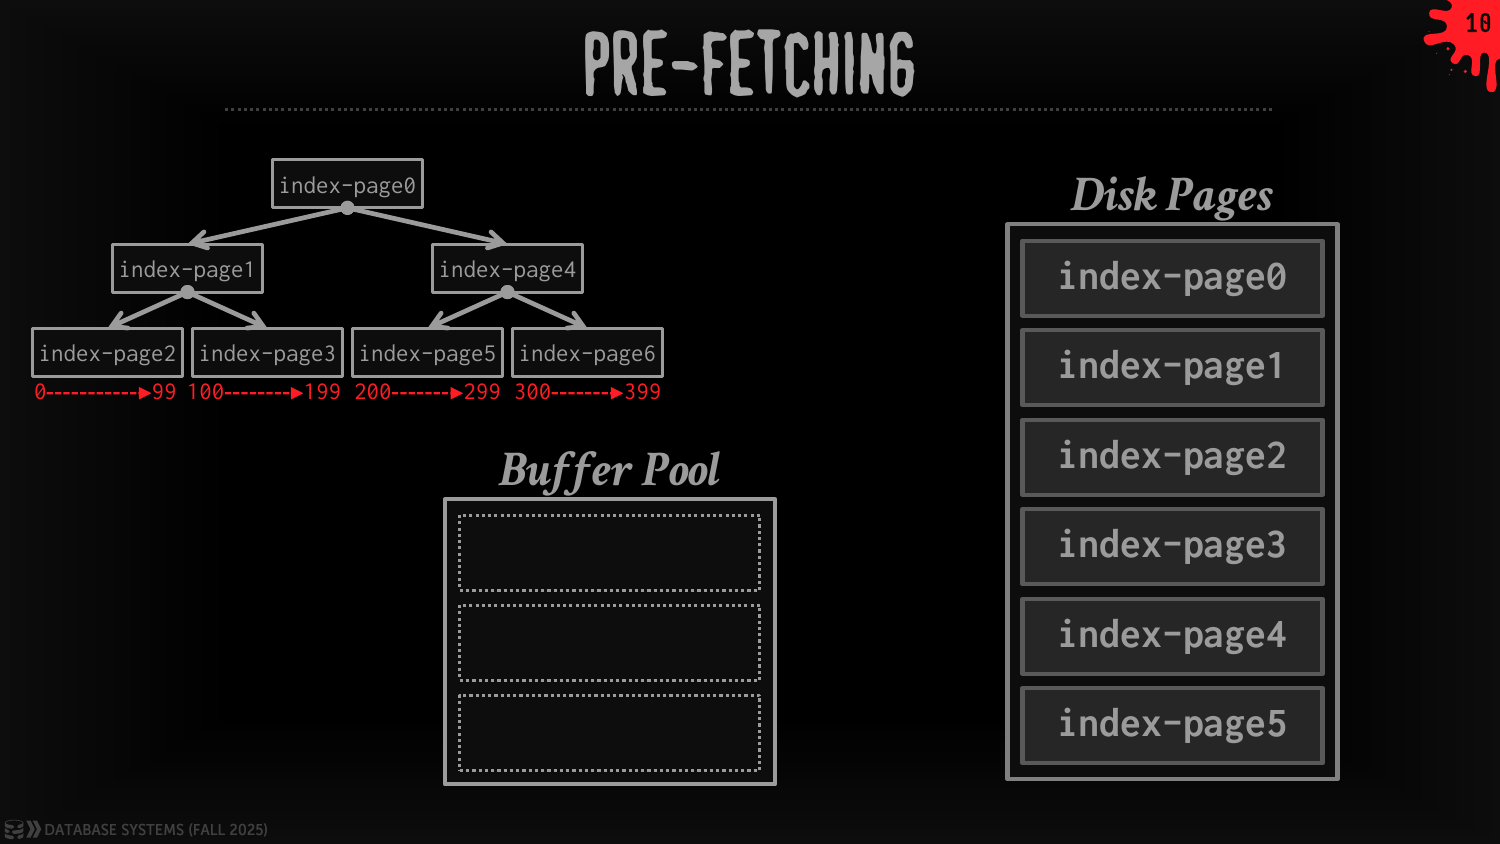 PRE-FETCHING
10
index-page0
index-page1
index-page4
index-page2
index-page3
index-page5
index-page6
0 99
100 199
200 299
300 399
Buffer Pool
Disk Pages
index-page0
index-page1
index-page2
index-page3
index-page4
index-page5
DATABASE SYSTEMS (FALL 2025)